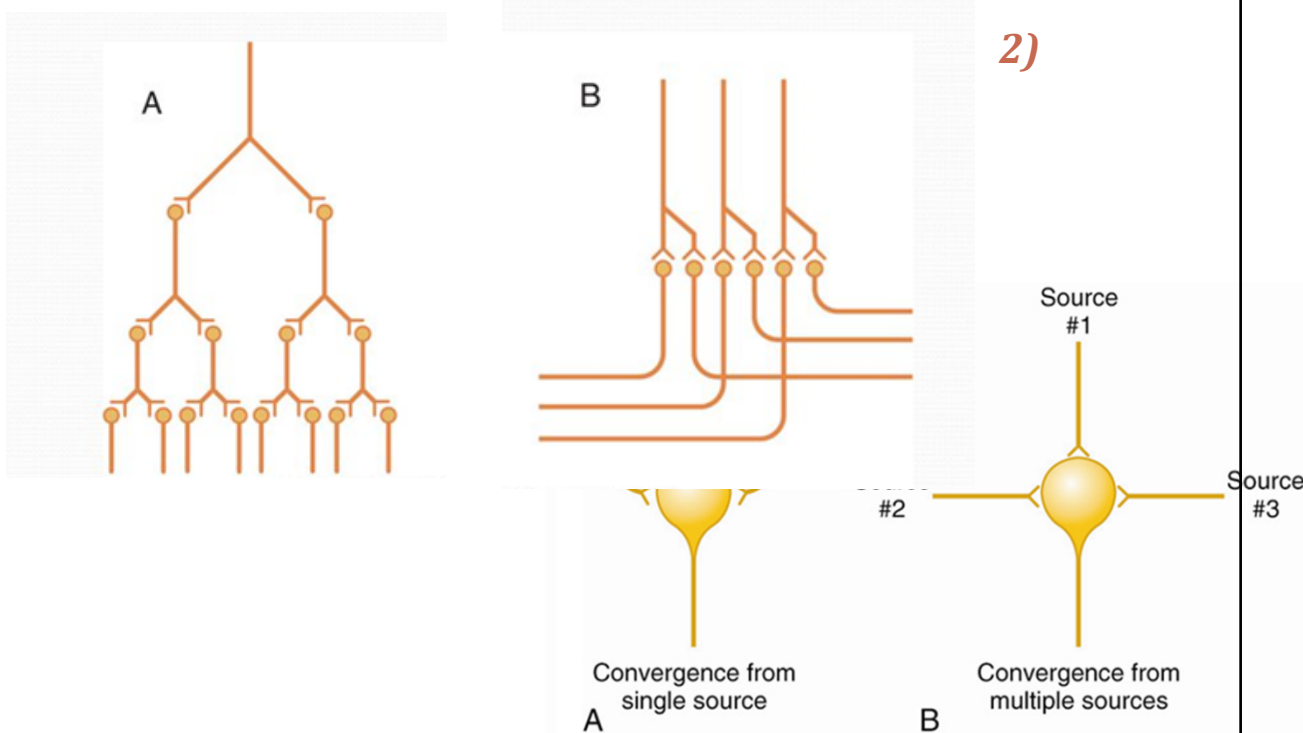 A
B
2)
Source
#1
#2
Source
#3
Convergence from
single source
A
Convergence from
multiple sources
B